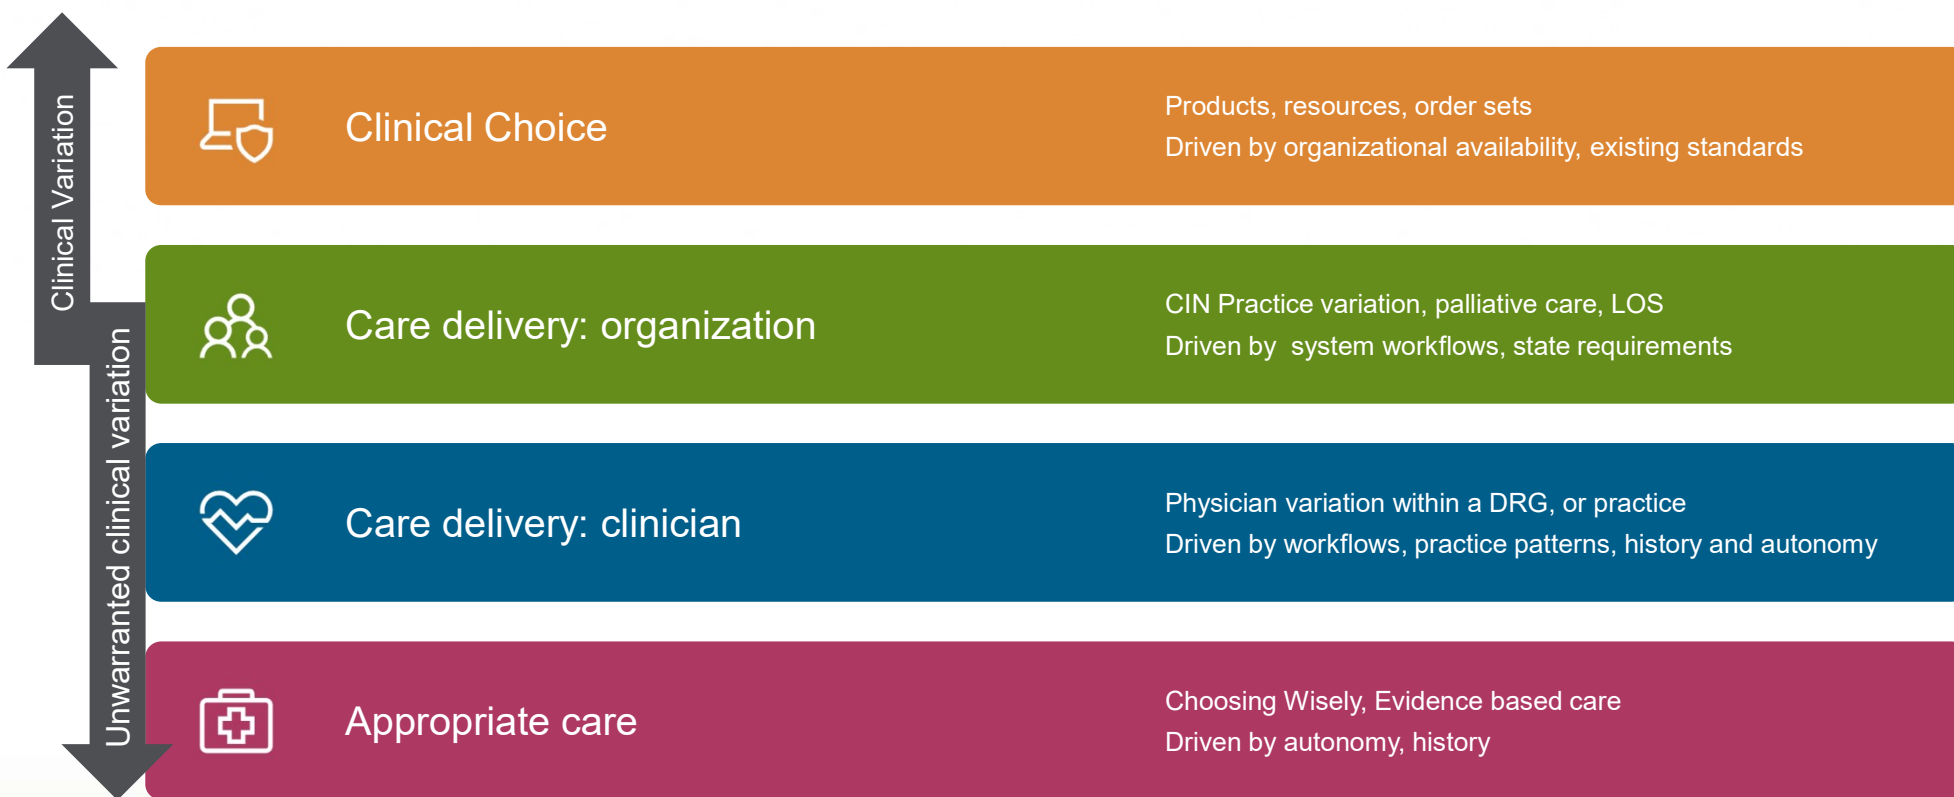 Clinical Variation
Unwarranted clinical variation
Clinical Choice
Products, resources, order sets
Driven by organizational availability, existing standards
Care delivery: organization
CIN Practice variation, palliative care, LOS
Driven by  system workflows, state requirements
Care delivery: clinician
Physician variation within a DRG, or practice
Driven by workflows, practice patterns, history and autonomy
Appropriate care
Choosing Wisely, Evidence based care
Driven by autonomy, history